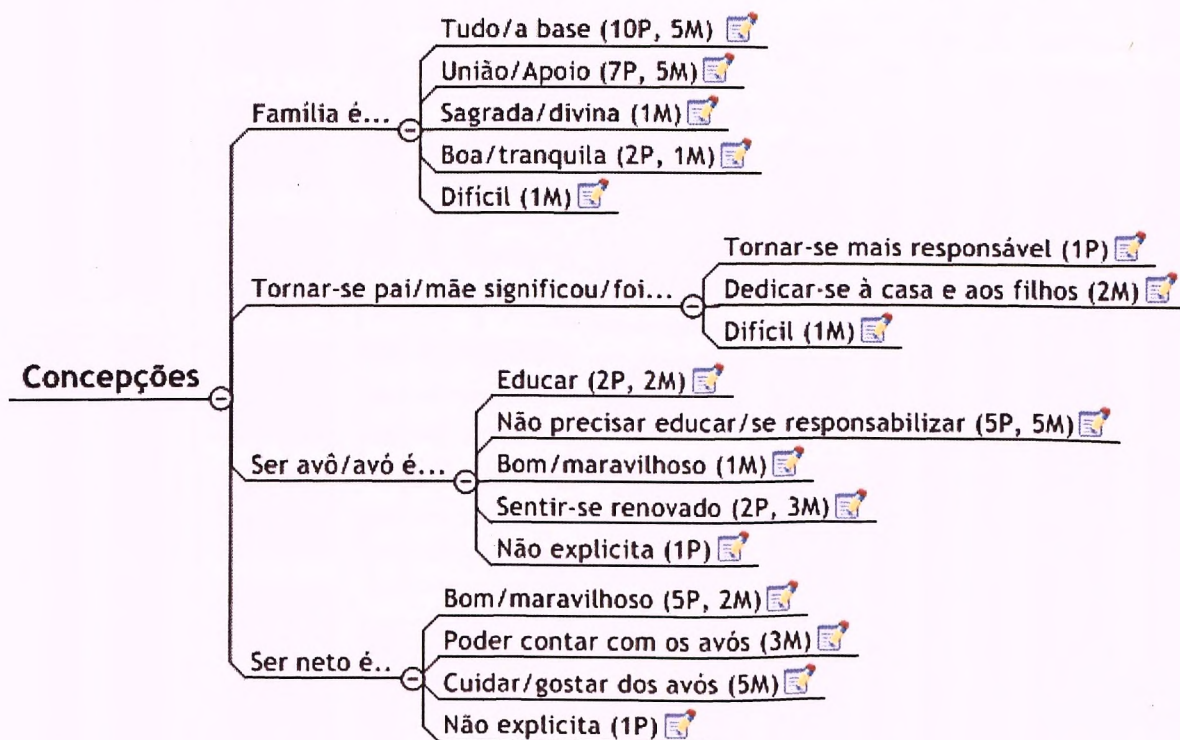 Concepções
Família é...
Tudo/a base (10P, 5M)
União/Apoio (7P, 5M)
Sagrada/divina (1M)
Boa/tranquila (2P, 1M)
Difícil (1M)
Tornar-se pai/mãe significou/foi...
Tornar-se mais responsável (1P)
Dedicar-se à casa e aos filhos (2M)
Difícil (1M)
Ser avô/avó é...
Educar (2P, 2M)
Não precisar educar/se responsabilizar (5P, 5M)
Bom/maravilhoso (1M)
Sentir-se renovado (2P, 3M)
Não explicita (1P)
Ser neto é..
Bom/maravilhoso (5P, 2M)
Poder contar com os avós (3M)
Cuidar/gostar dos avós (5M)
Não explicita (1P)